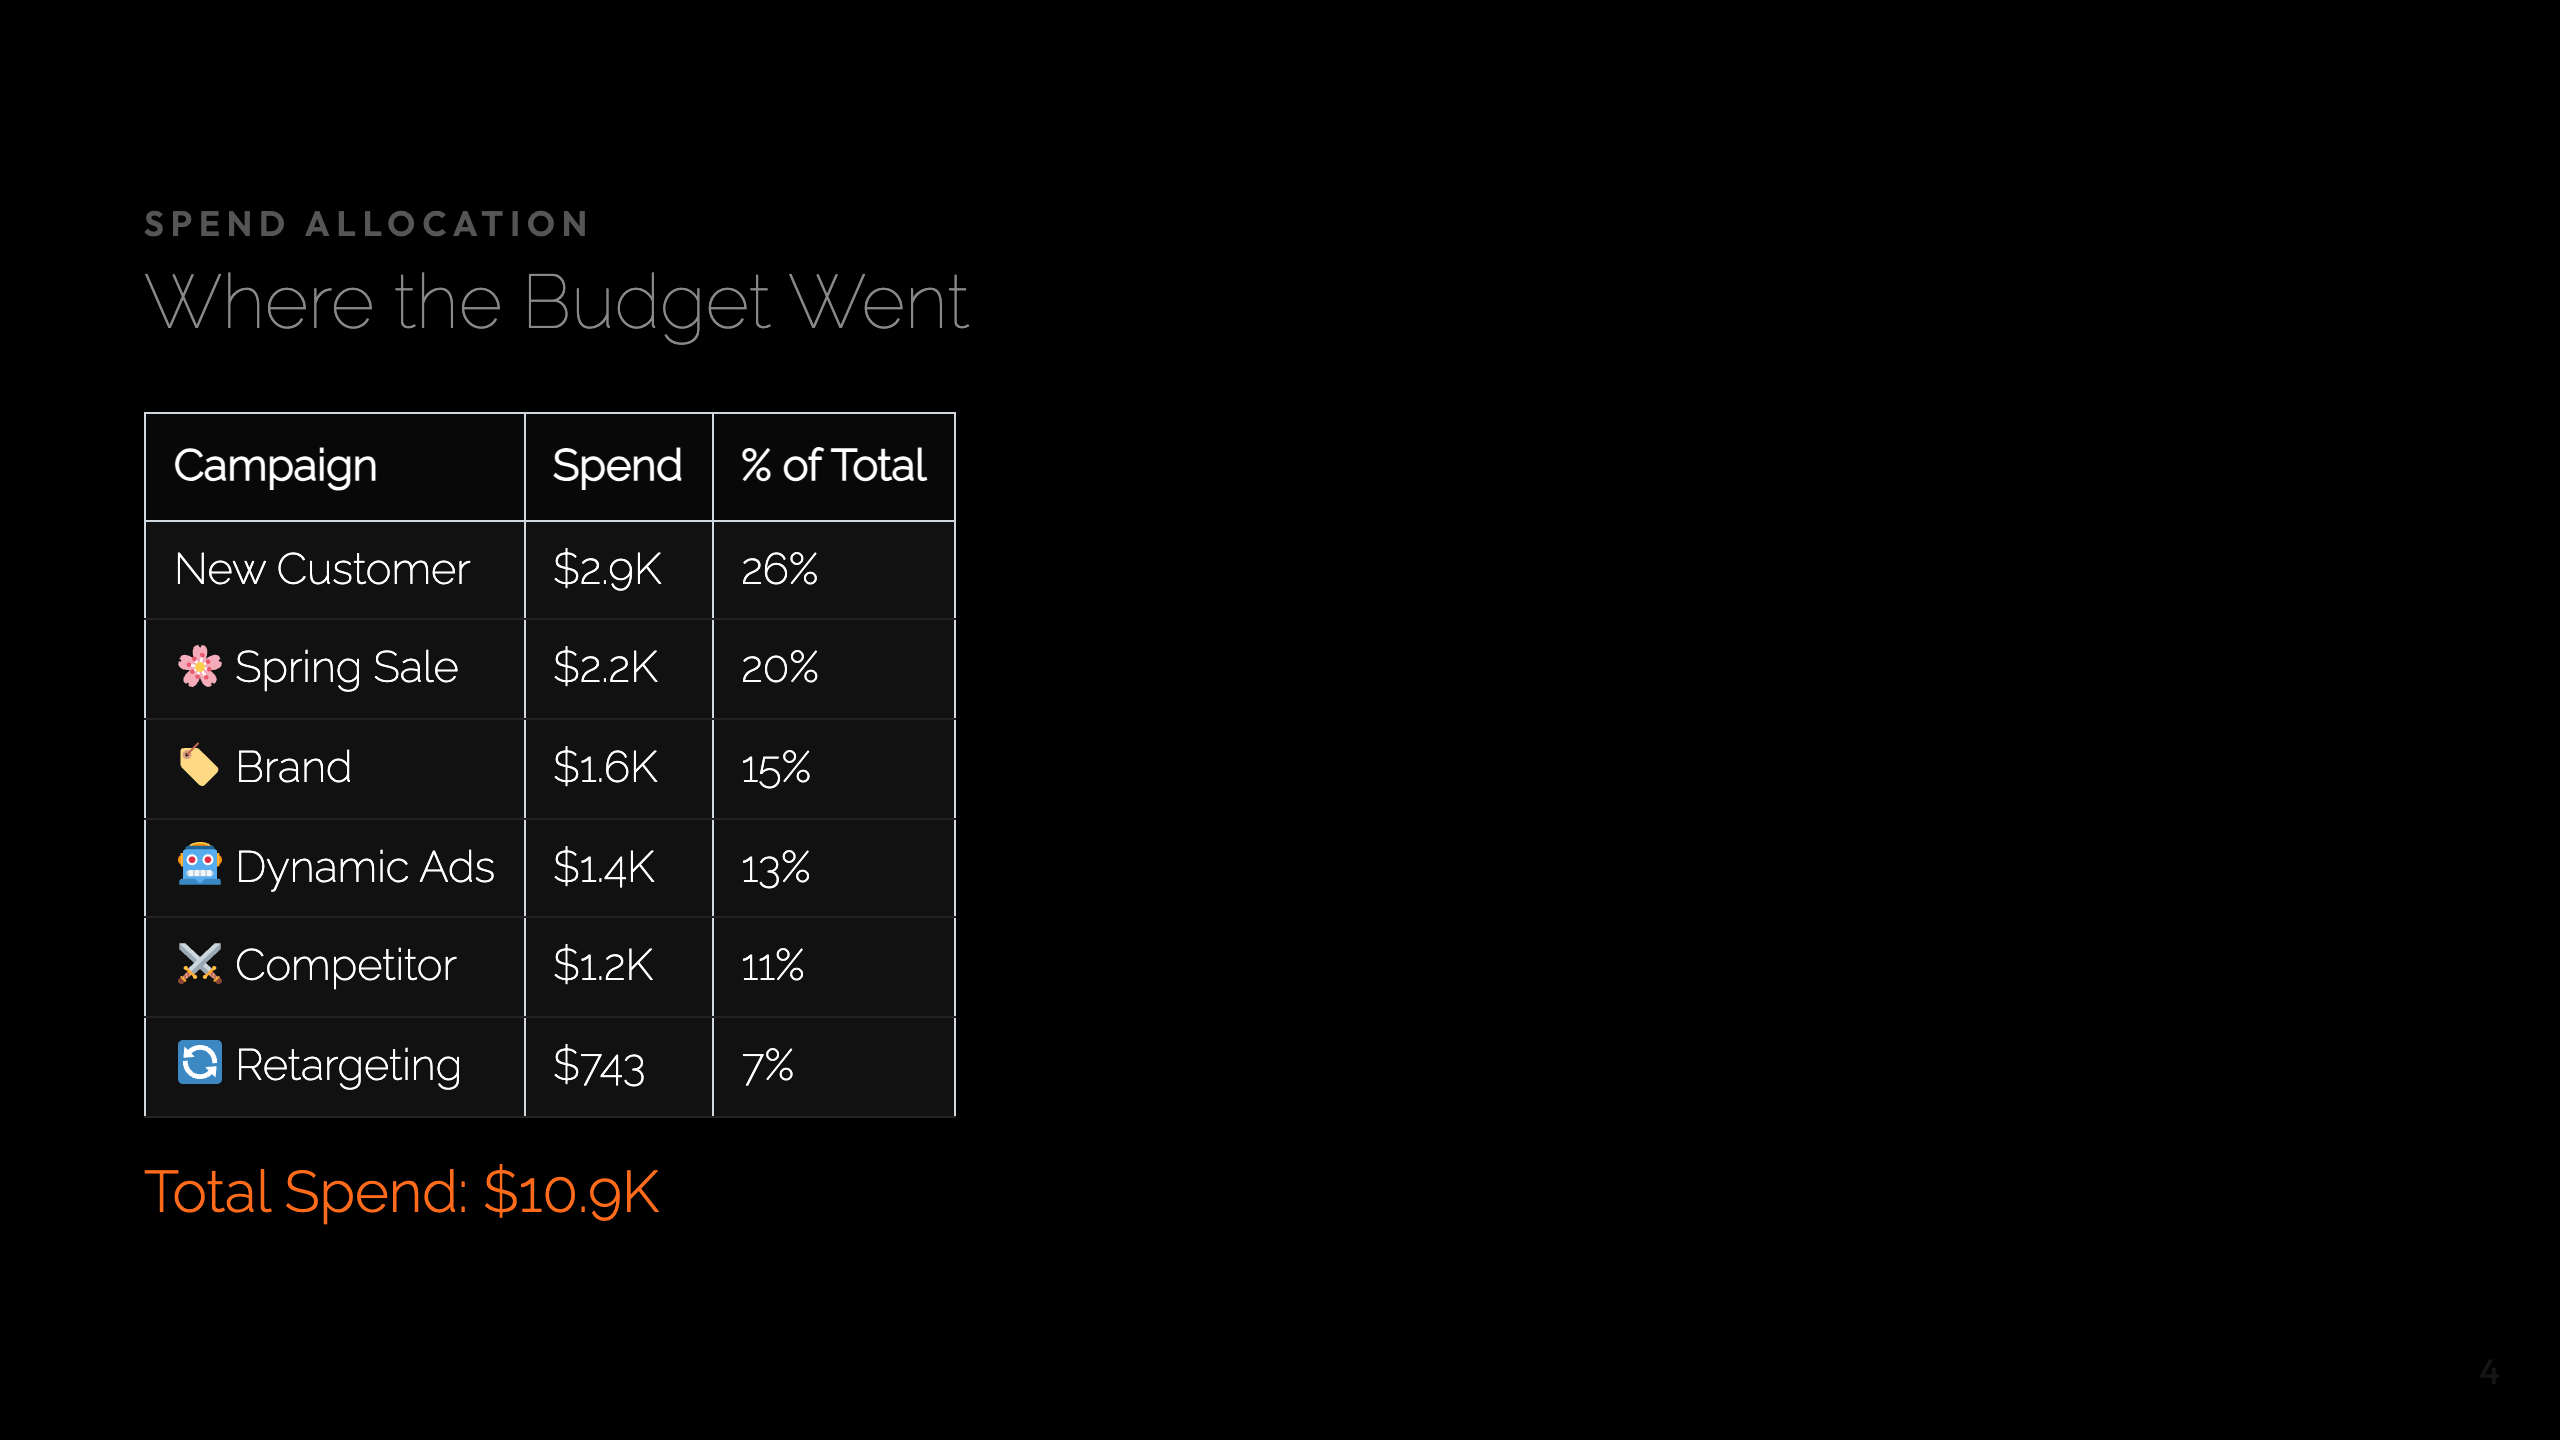 SPEND ALLOCATION
Where the Budget Went
Campaign Spend % of Total
New Customer $2.9K 26%
🌸 Spring Sale $2.2K 20%
🏷️ Brand $1.6K 15%
🤖 Dynamic Ads $1.4K 13%
⚔️ Competitor $1.2K 11%
🔄 Retargeting $743 7%
Total Spend: $10.9K
4